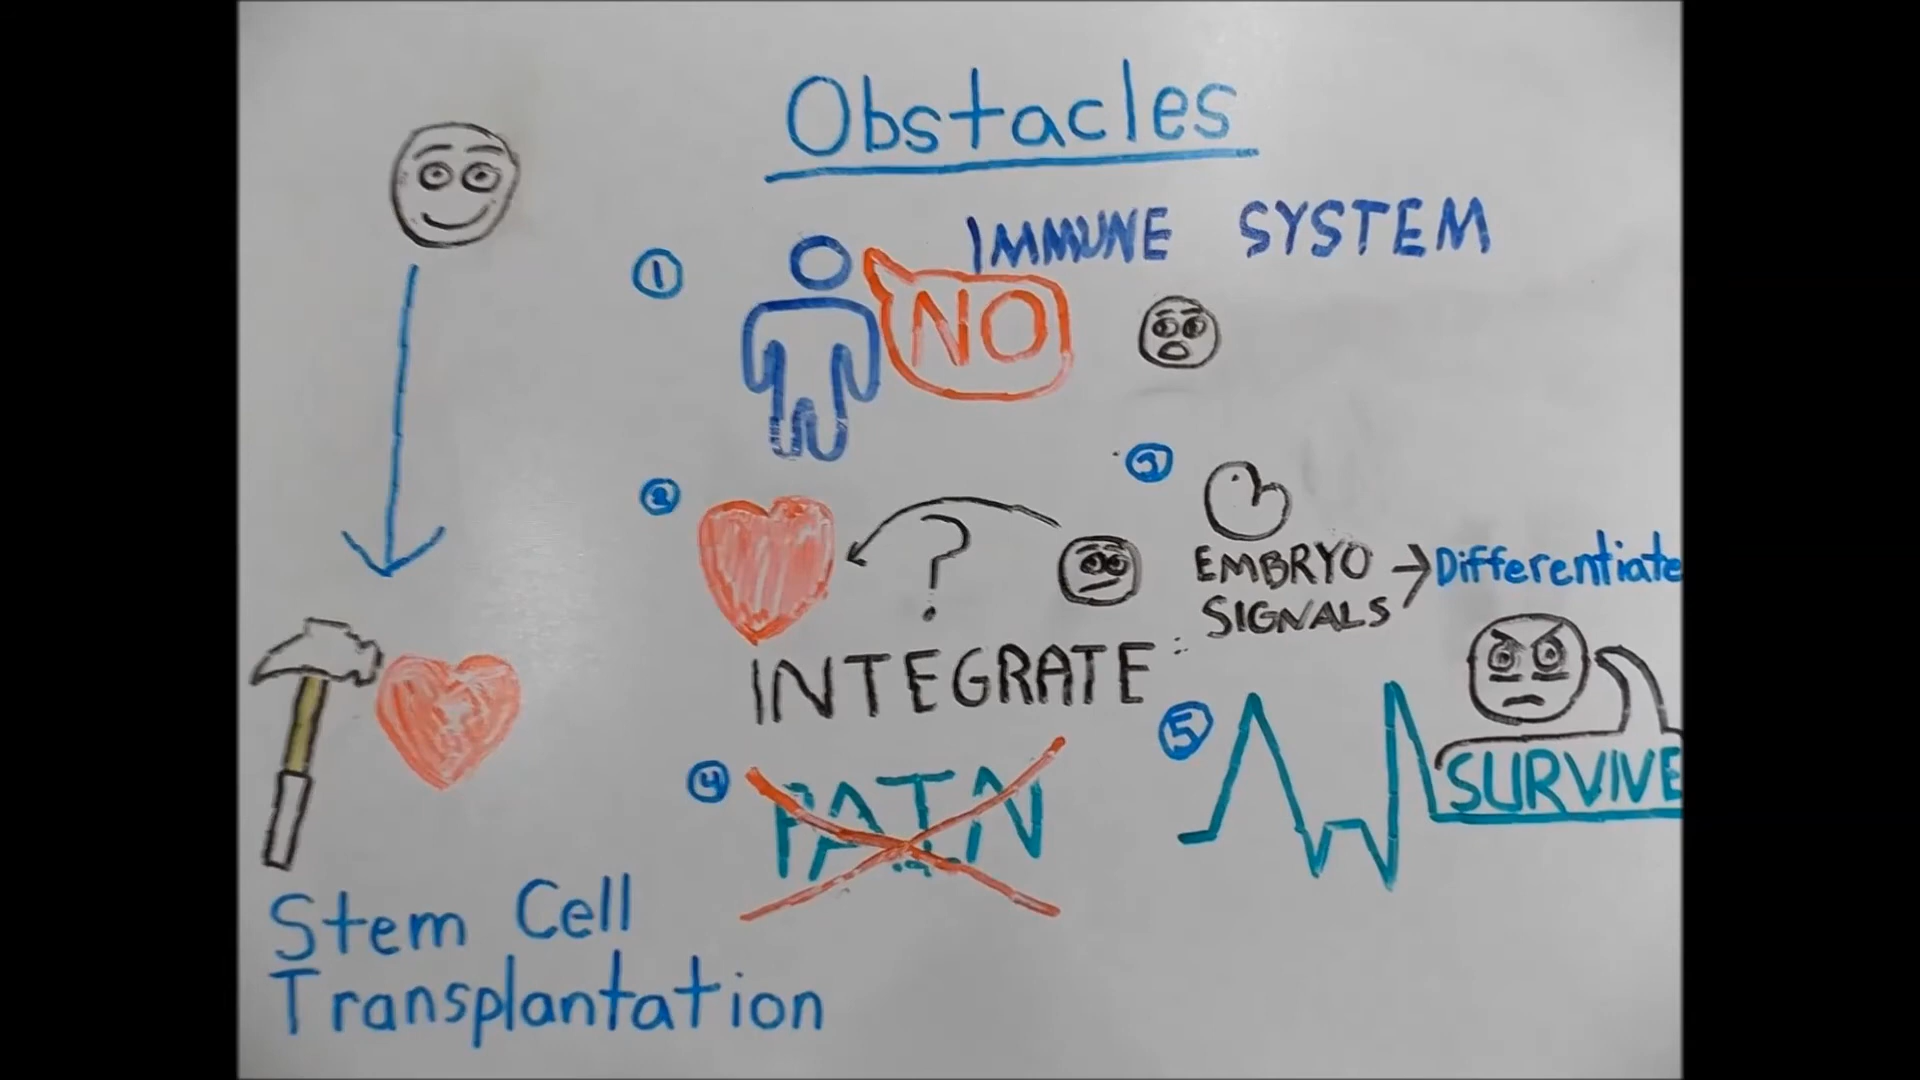 Obstacles
IMMUNE SYSTEM
1
NO
2
?
INTEGRATE
3
EMBRYO
SIGNALS
Differentiate
4
PAIN
5
SURVIVE
Stem Cell
Transplantation